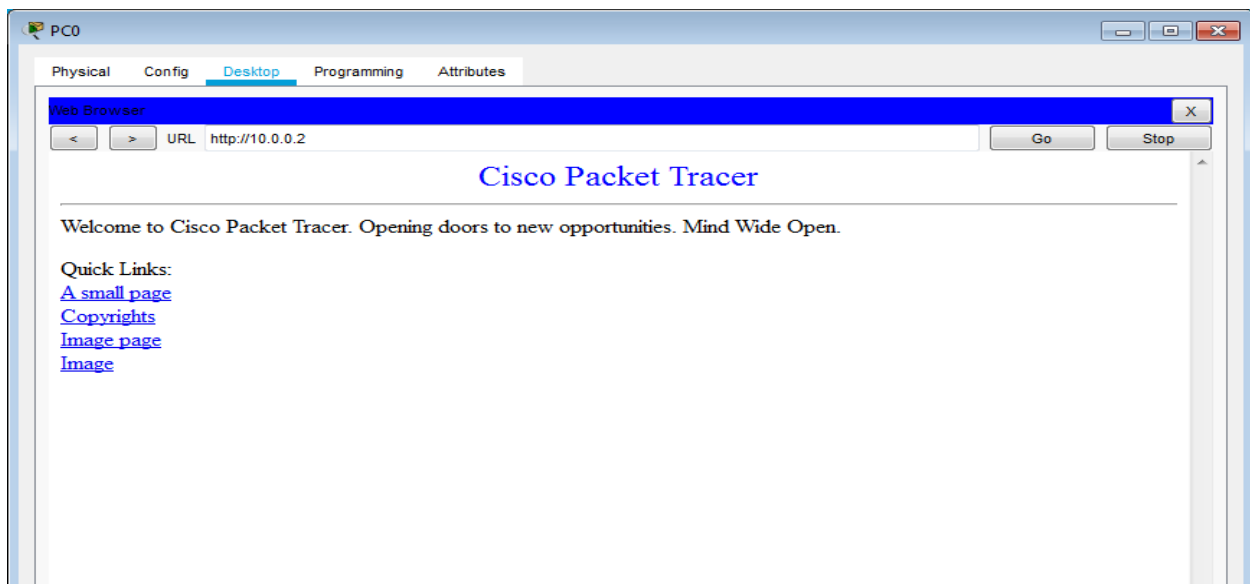 PC0
Physical Config Desktop Programming Attributes
Web Browser X
< > URL http://10.0.0.2 Go Stop
Cisco Packet Tracer
Welcome to Cisco Packet Tracer. Opening doors to new opportunities. Mind Wide Open.
Quick Links:
A small page
Copyrights
Image page
Image